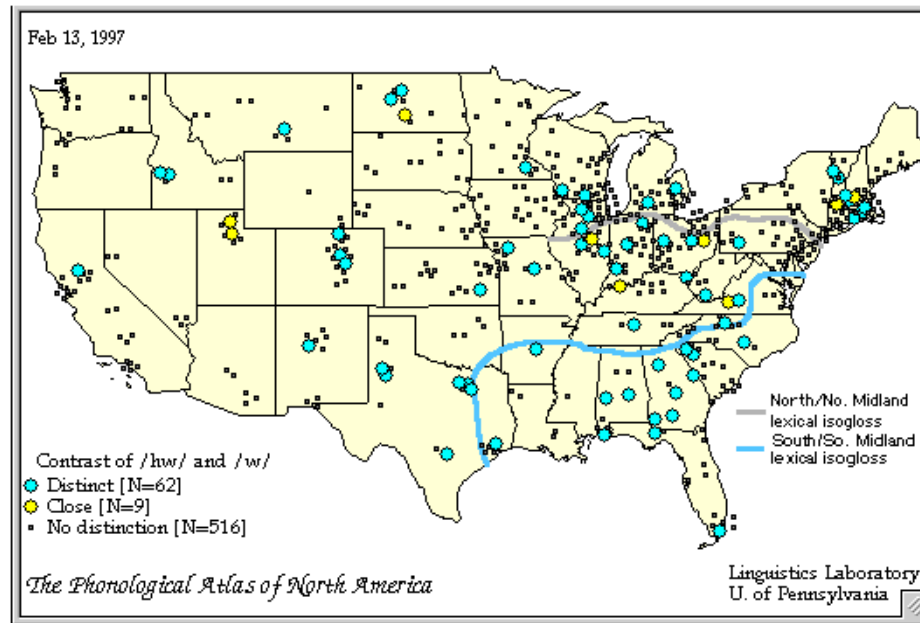 Feb 13, 1997
North/No. Midland
lexical isogloss
South/So. Midland
lexical isogloss
Contrast of /hw/ and /w/
Distinct [N=62]
Close [N=9]
No distinction [N=516]
The Phonological Atlas of North America
Linguistics Laboratory
U. of Pennsylvania